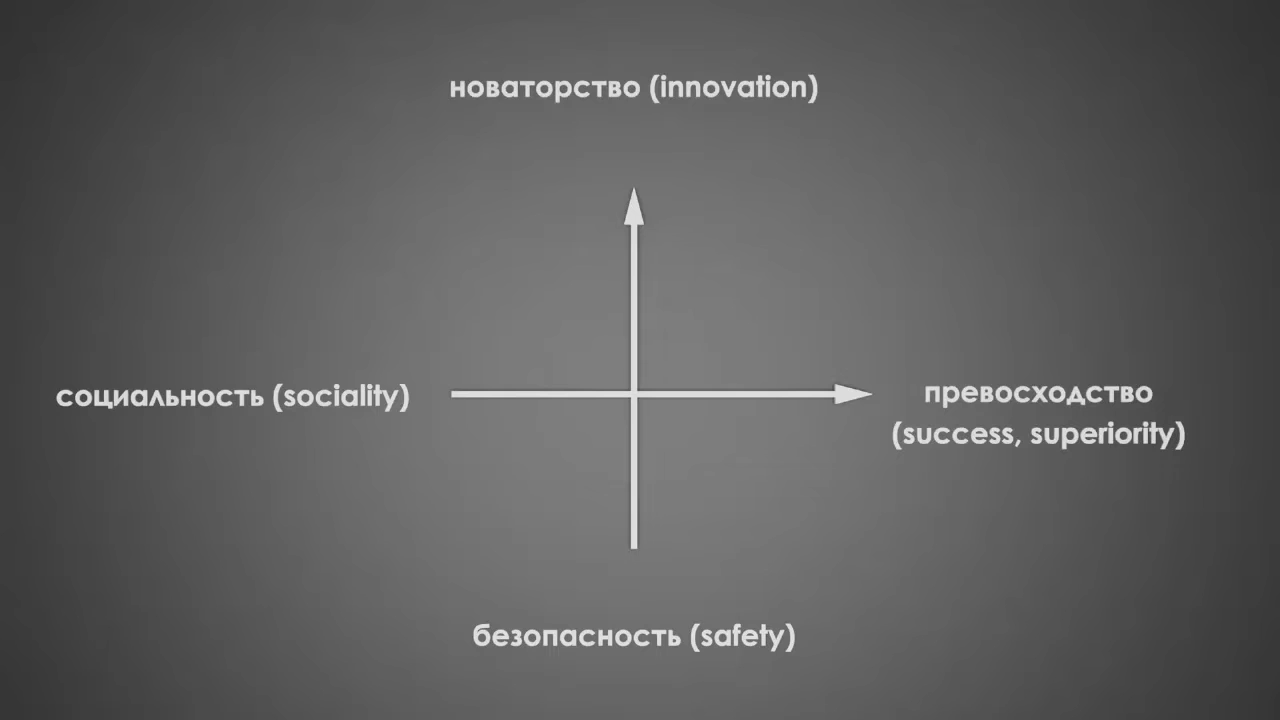 новаторство (innovation)
социальность (sociality)
превосходство
(success, superiority)
безопасность (safety)